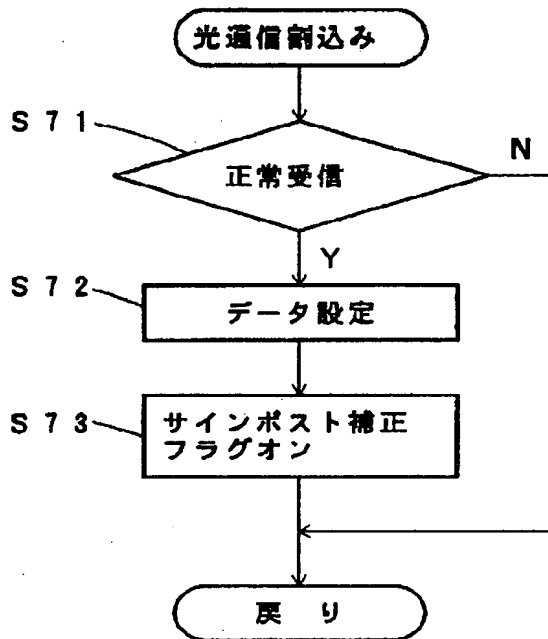 光通信割込み
S71
正常受信
N
Y
S72
データ設定
S73
サインポスト補正
フラグオン
戻り